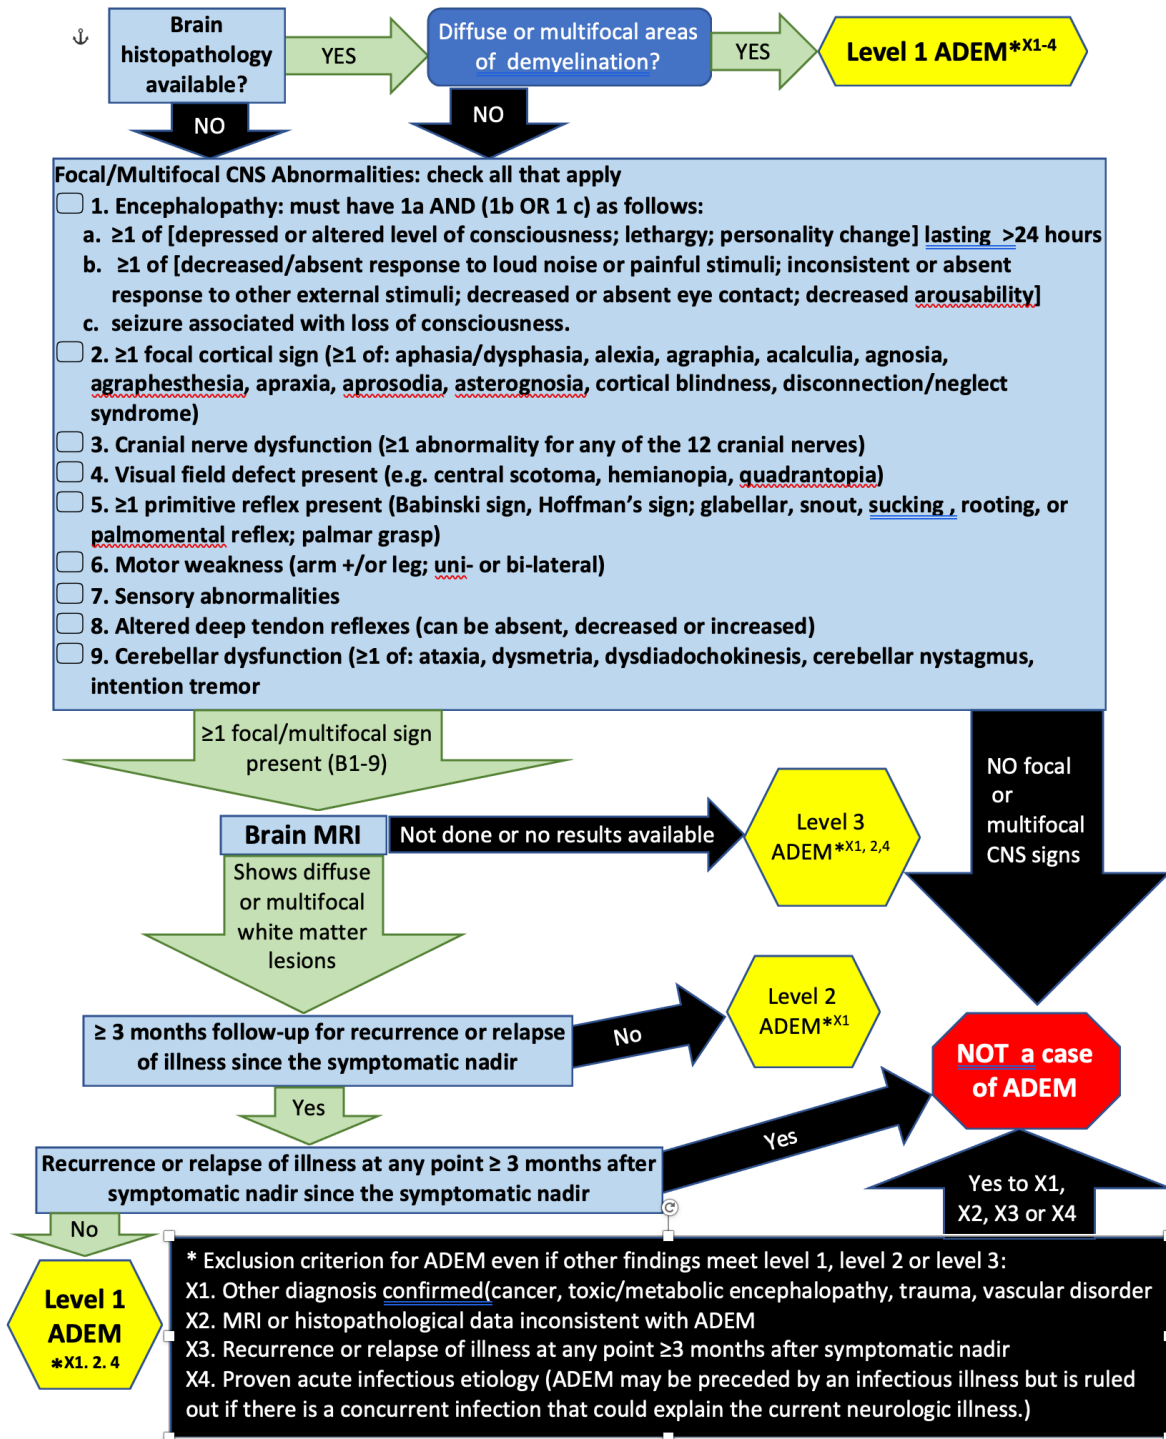 Brain
histopathology
available?
YES
Diffuse or multifocal areas
of demyelination?
YES
Level 1 ADEM*X1-4
NO
NO
Focal/Multifocal CNS Abnormalities: check all that apply
1. Encephalopathy: must have 1a AND (1b OR 1 c) as follows:
a. ≥1 of [depressed or altered level of consciousness; lethargy; personality change] lasting >24 hours
b. ≥1 of [decreased/absent response to loud noise or painful stimuli; inconsistent or absent
response to other external stimuli; decreased or absent eye contact; decreased arousability]
c. seizure associated with loss of consciousness.
2. ≥1 focal cortical sign (≥1 of: aphasia/dysphasia, alexia, agraphia, acalculia, agnosia,
agraphesthesia, apraxia, aprosodia, asterognosia, cortical blindness, disconnection/neglect
syndrome)
3. Cranial nerve dysfunction (≥1 abnormality for any of the 12 cranial nerves)
4. Visual field defect present (e.g. central scotoma, hemianopia, quadrantopia)
5. ≥1 primitive reflex present (Babinski sign, Hoffman's sign; glabellar, snout, sucking , rooting, or
palmomental reflex; palmar grasp)
6. Motor weakness (arm +/or leg; uni- or bi-lateral)
7. Sensory abnormalities
8. Altered deep tendon reflexes (can be absent, decreased or increased)
9. Cerebellar dysfunction (≥1 of: ataxia, dysmetria, dysdiadochokinesis, cerebellar nystagmus,
intention tremor
≥1 focal/multifocal sign
present (B1-9)
NO focal
or
multifocal
CNS signs
Brain MRI
Not done or no results available
Level 3
ADEM*X1, 2,4
Shows diffuse
or multifocal
white matter
lesions
≥ 3 months follow-up for recurrence or relapse
of illness since the symptomatic nadir
No
Level 2
ADEM*X1
NOT a case
of ADEM
Yes
Recurrence or relapse of illness at any point ≥ 3 months after
symptomatic nadir since the symptomatic nadir
Yes
Yes to X1,
X2, X3 or X4
No
Level 1
ADEM
*X1. 2. 4
* Exclusion criterion for ADEM even if other findings meet level 1, level 2 or level 3:
X1. Other diagnosis confirmed(cancer, toxic/metabolic encephalopathy, trauma, vascular disorder
X2. MRI or histopathological data inconsistent with ADEM
X3. Recurrence or relapse of illness at any point ≥3 months after symptomatic nadir
X4. Proven acute infectious etiology (ADEM may be preceded by an infectious illness but is ruled
out if there is a concurrent infection that could explain the current neurologic illness.)